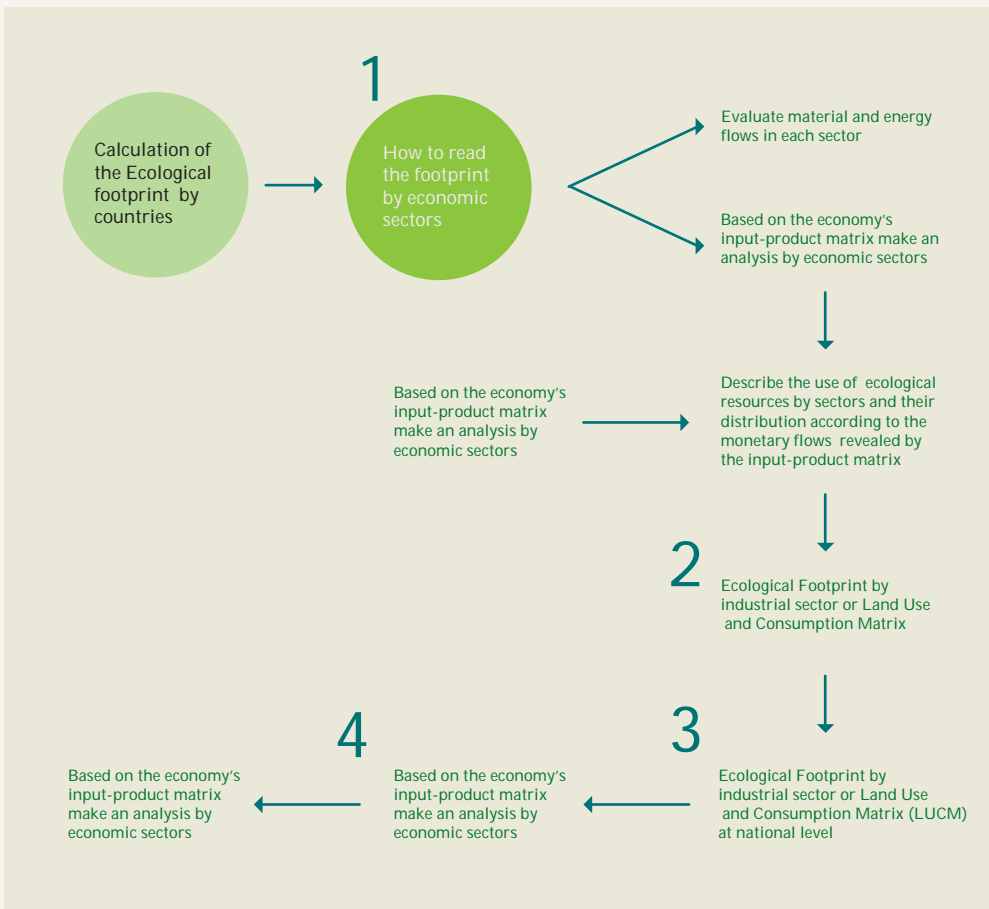 Calculation of
the Ecological
footprint by
countries
1
How to read
the footprint
by economic
sectors
Evaluate material and energy
flows in each sector
Based on the economy's
input-product matrix make an
analysis by economic sectors
Based on the economy's
input-product matrix
make an analysis by
economic sectors
Describe the use of ecological
resources by sectors and their
distribution according to the
monetary flows revealed by
the input-product matrix
2
Ecological Footprint by
industrial sector or Land Use
and Consumption Matrix
3
Ecological Footprint by
industrial sector or Land Use
and Consumption Matrix (LUCM)
at national level
4
Based on the economy's
input-product matrix
make an analysis by
economic sectors
Based on the economy's
input-product matrix
make an analysis by
economic sectors